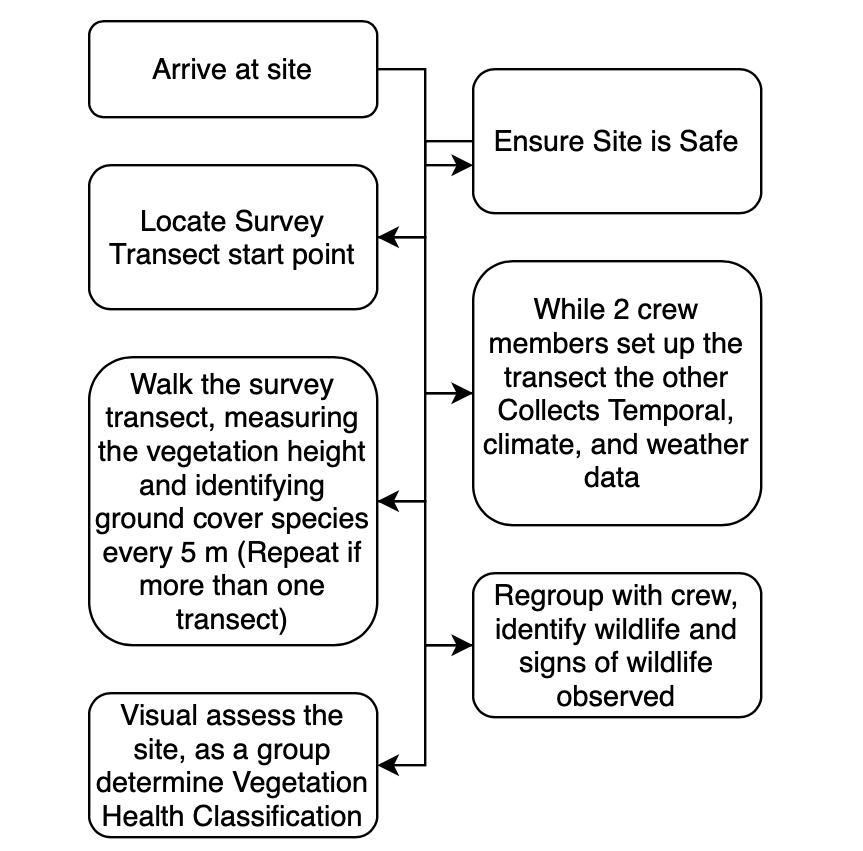 Arrive at site
Ensure Site is Safe
Locate Survey
Transect start point
While 2 crew
members set up the
transect the other
Collects Temporal,
climate, and weather
data
Walk the survey
transect, measuring
the vegetation height
and identifying
ground cover species
every 5 m (Repeat if
more than one
transect)
Regroup with crew,
identify wildlife and
signs of wildlife
observed
Visual assess the
site, as a group
determine Vegetation
Health Classification